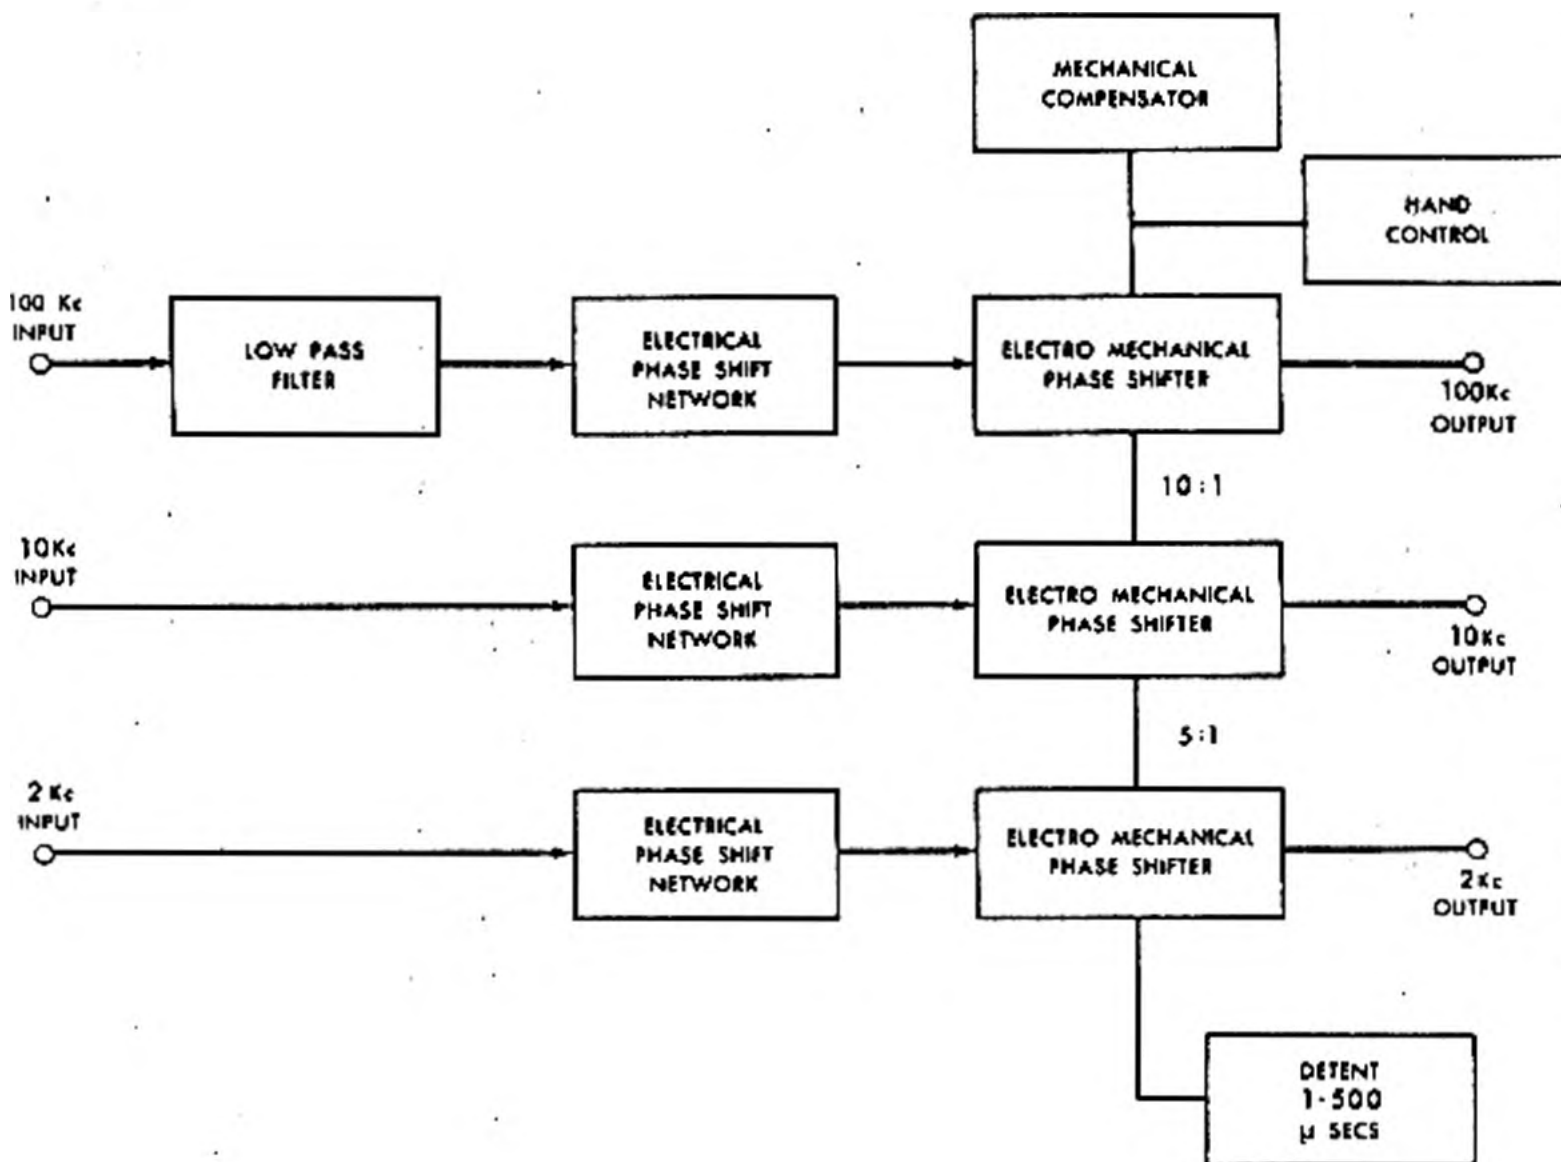 MECHANICAL
COMPENSATOR
HAND
CONTROL
100 Kc
INPUT
LOW PASS
FILTER
ELECTRICAL
PHASE SHIFT
NETWORK
ELECTRO MECHANICAL
PHASE SHIFTER
100Kc
OUTPUT
10:1
10Kc
INPUT
ELECTRICAL
PHASE SHIFT
NETWORK
ELECTRO MECHANICAL
PHASE SHIFTER
10Kc
OUTPUT
5:1
2 Kc
INPUT
ELECTRICAL
PHASE SHIFT
NETWORK
ELECTRO MECHANICAL
PHASE SHIFTER
2Kc
OUTPUT
DETENT
1-500
μ SECS